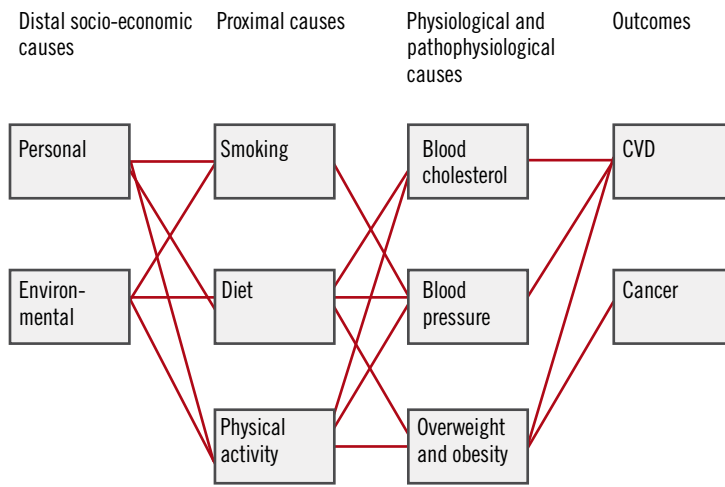 Distal socio-economic
causes
Proximal causes
Physiological and
pathophysiological
causes
Outcomes
Personal
Smoking
Blood
cholesterol
CVD
Environ-
mental
Diet
Blood
pressure
Cancer
Physical
activity
Overweight
and obesity